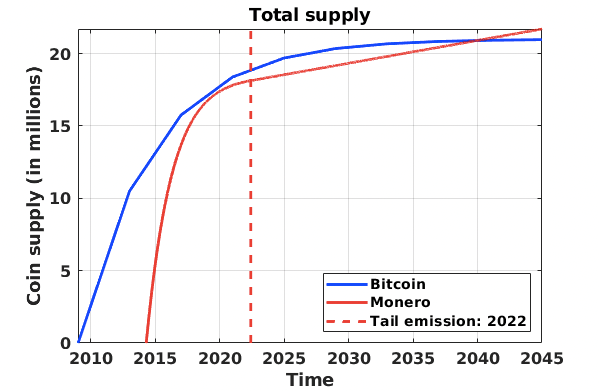 Total supply
Coin supply (in millions)
20
15
10
5
0
2010 2015 2020 2025 2030 2035 2040 2045
Time
Bitcoin
Monero
Tail emission: 2022